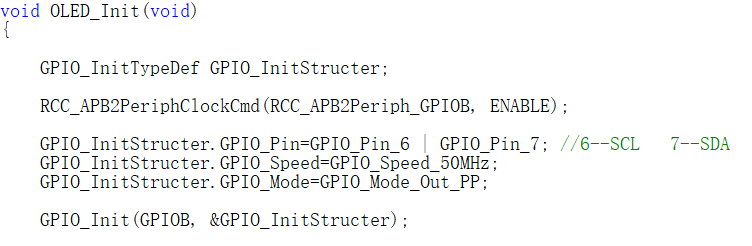 void OLED_Init(void)
{
GPIO_InitTypeDef GPIO_InitStructer;
RCC_APB2PeriphClockCmd(RCC_APB2Periph_GPIOB, ENABLE);
GPIO_InitStructer.GPIO_Pin=GPIO_Pin_6 | GPIO_Pin_7; //6--SCL 7--SDA
GPIO_InitStructer.GPIO_Speed=GPIO_Speed_50MHz;
GPIO_InitStructer.GPIO_Mode=GPIO_Mode_Out_PP;
GPIO_Init(GPIOB, &GPIO_InitStructer);